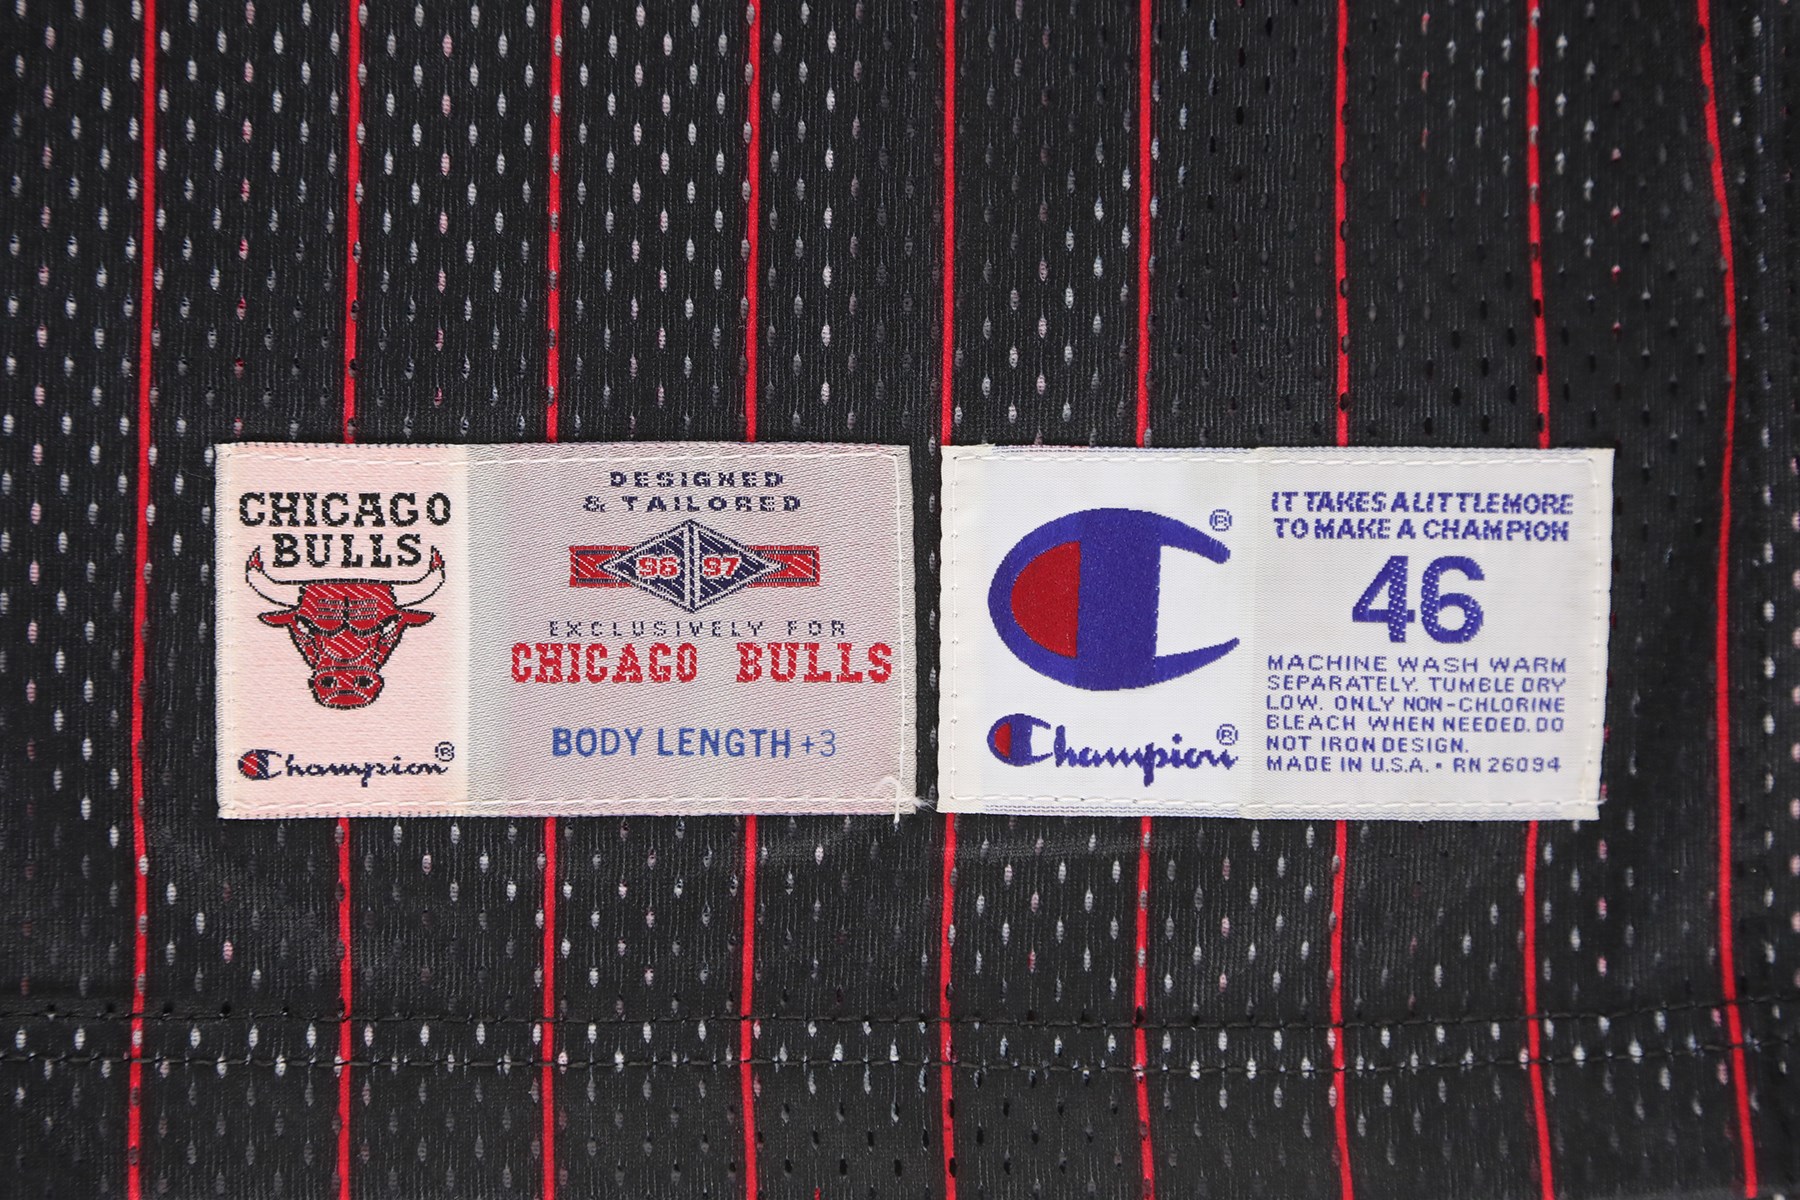 CHICAGO
BULLS
Champion®
DESIGNED
& TAILORED
96 97
EXCLUSIVELY FOR
CHICAGO BULLS
BODY LENGTH +3
®
Champion®
IT TAKES A LITTLE MORE
TO MAKE A CHAMPION
46
MACHINE WASH WARM
SEPARATELY. TUMBLE DRY
LOW. ONLY NON-CHLORINE
BLEACH WHEN NEEDED. DO
NOT IRON DESIGN.
MADE IN U.S.A. • RN 26094